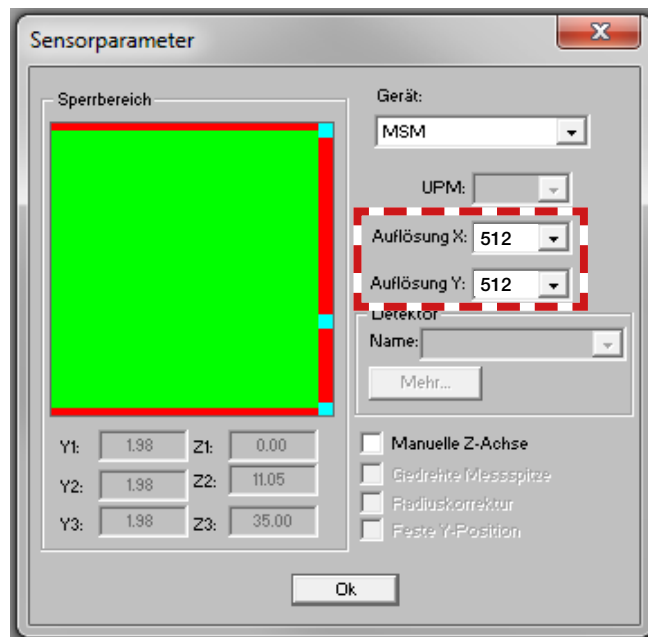 Sensorparameter
Sperrbereich
Gerät:
MSM
UPM:
Auflösung X: 512
Auflösung Y: 512
Detektor
Name:
Mehr...
Y1: 1.98 Z1: 0.00
Y2: 1.98 Z2: 11.05
Y3: 1.98 Z3: 35.00
Manuelle Z-Achse
Gedrehte Messspitze
Radiuskorrektur
Feste Y-Position
Ok